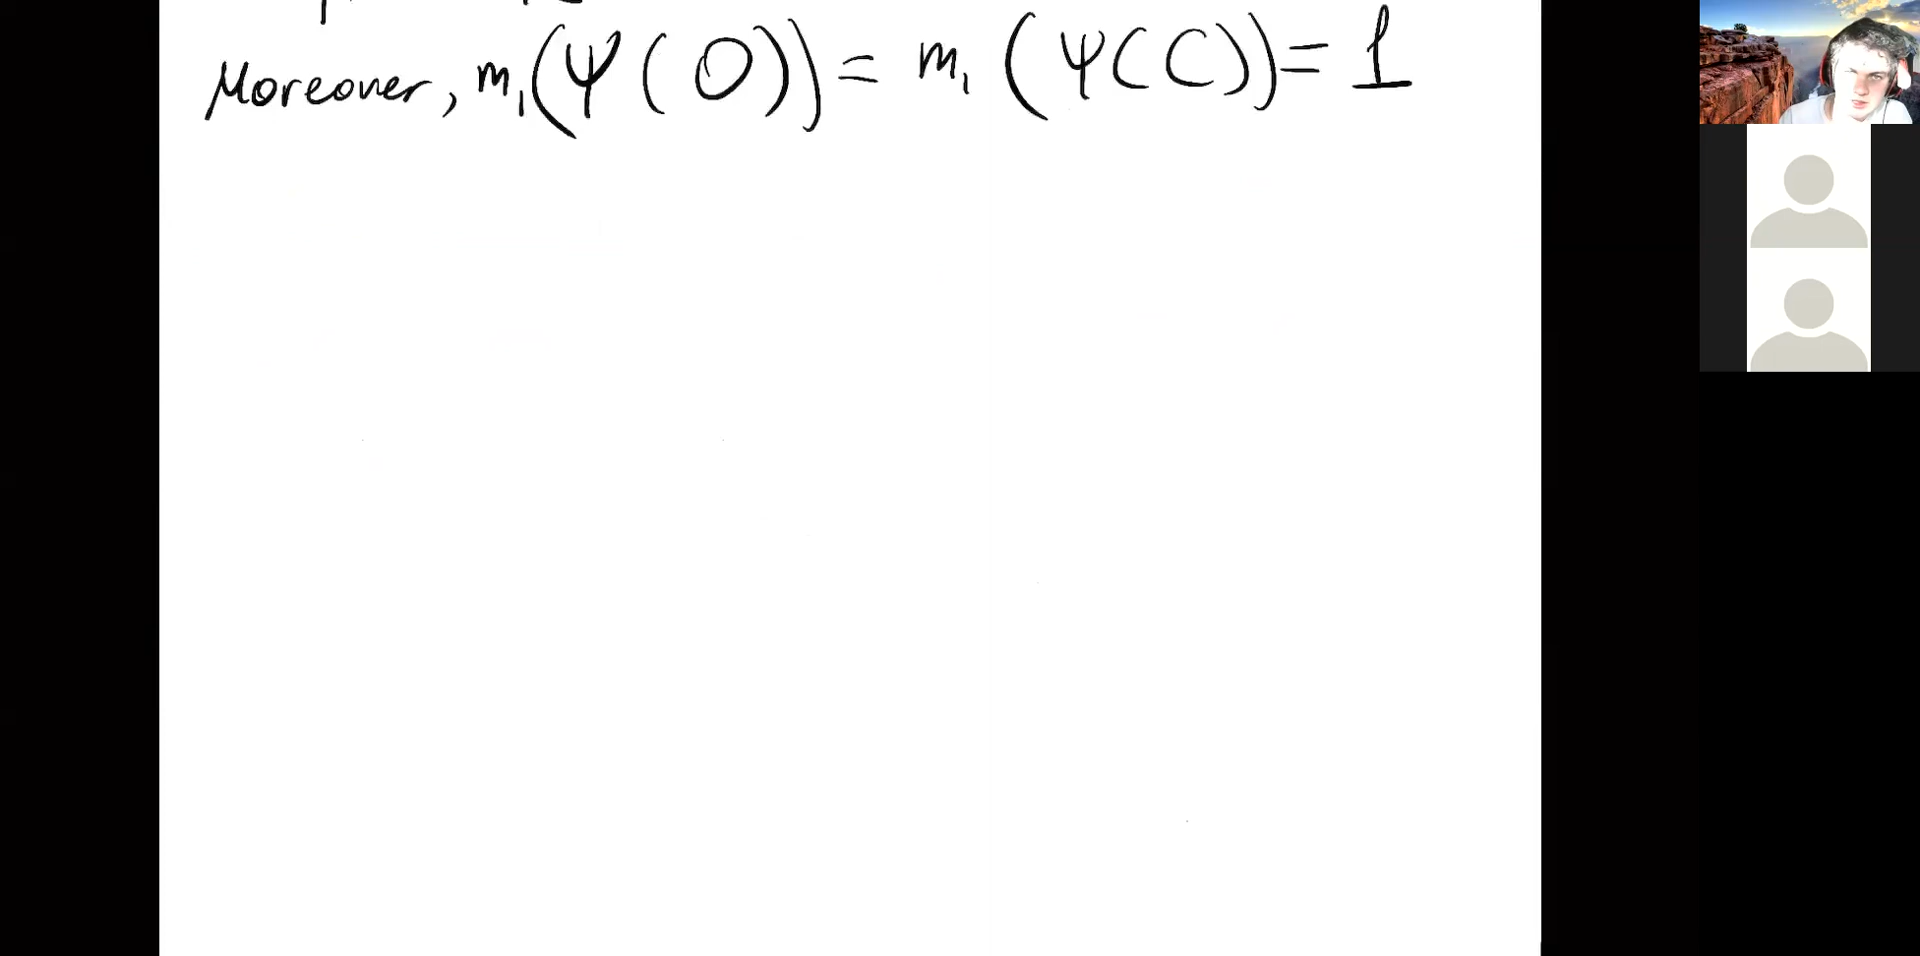 Moreover, m₁(Ψ(O)) = m₁(Ψ(C)) = 1